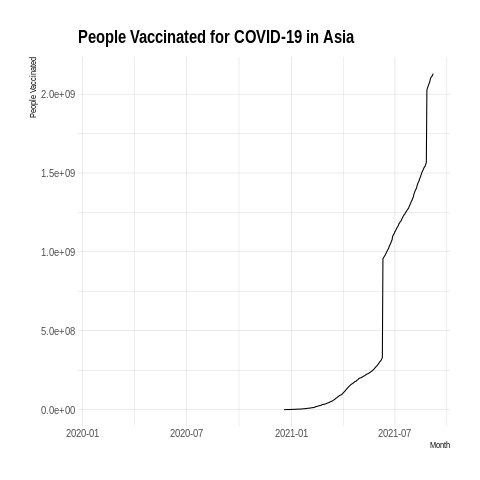 People Vaccinated for COVID-19 in Asia
People Vaccinated
2.0e+09
1.5e+09
1.0e+09
5.0e+08
0.0e+00
2020-01 2020-07 2021-01 2021-07
Month